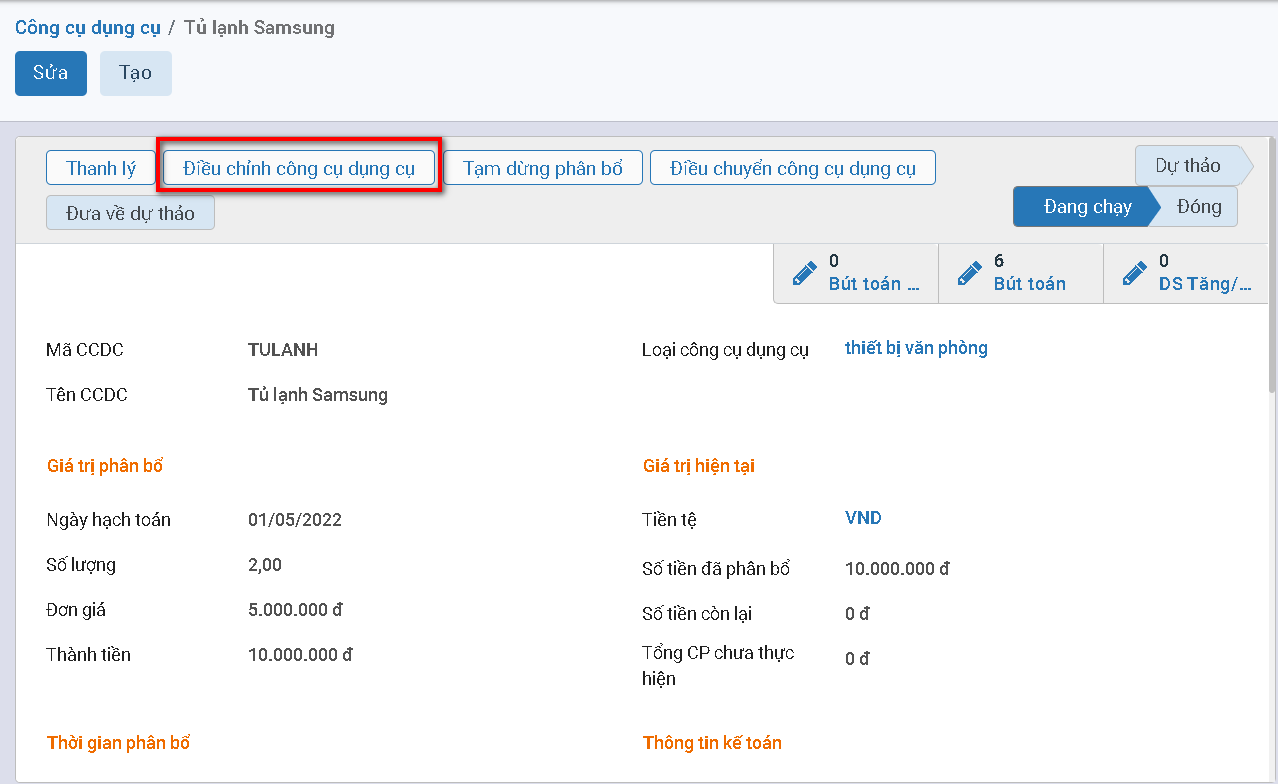 Công cụ dụng cụ / Tủ lạnh Samsung
Sửa Tạo
Thanh lý Điều chỉnh công cụ dụng cụ Tạm dừng phân bổ Điều chuyển công cụ dụng cụ Dự thảo
Đưa về dự thảo Đang chạy Đóng
0 6 0
Bút toán ... Bút toán DS Tăng/...
Mã CCDC TULANH Loại công cụ dụng cụ thiết bị văn phòng
Tên CCDC Tủ lạnh Samsung
Giá trị phân bổ Giá trị hiện tại
Ngày hạch toán 01/05/2022 Tiền tệ VND
Số lượng 2,00 Số tiền đã phân bổ 10.000.000 đ
Đơn giá 5.000.000 đ Số tiền còn lại 0 đ
Thành tiền 10.000.000 đ Tổng CP chưa thực 0 đ
hiện
Thời gian phân bổ Thông tin kế toán